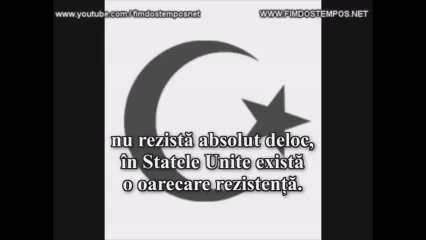 www.youtube.com/fimdostemposnet
WWW.FIMDOSTEMPOS.NET
nu rezistă absolut deloc,
în Statele Unite există
o oarecare rezistență.